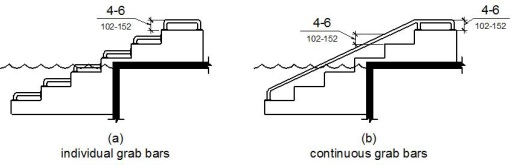 4-6
102-152
4-6
102-152
4-6
102-152
(a)
individual grab bars
(b)
continuous grab bars